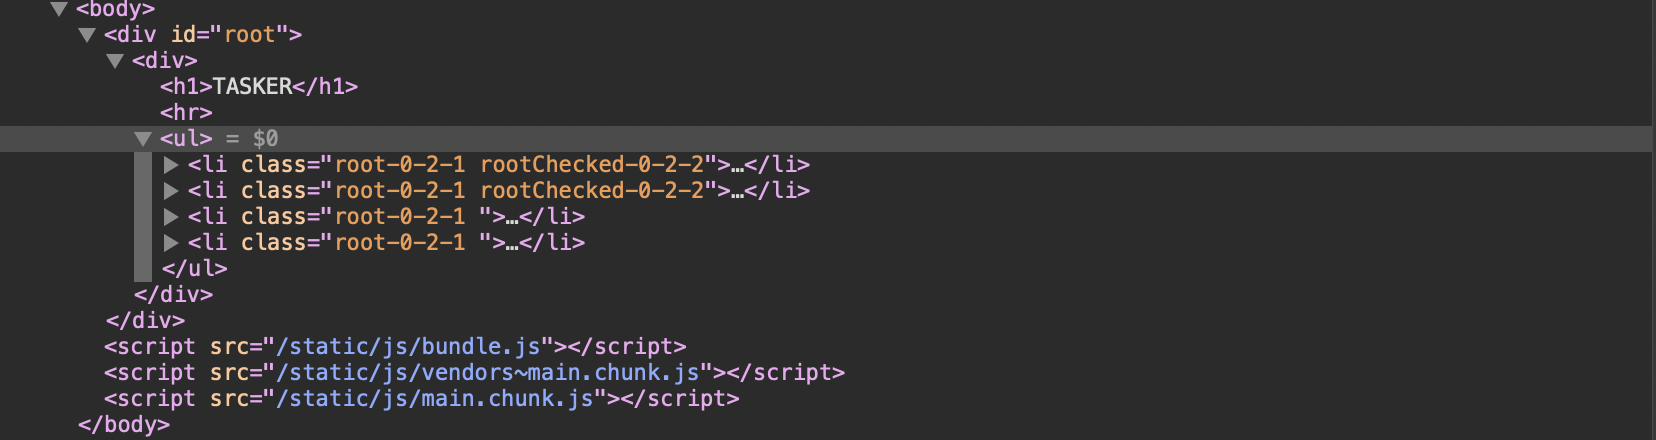 <body>
<div id="root">
<div>
<h1>TASKER</h1>
<hr>
<ul> = $0
<li class="root-0-2-1 rootChecked-0-2-2">…</li>
<li class="root-0-2-1 rootChecked-0-2-2">…</li>
<li class="root-0-2-1 ">…</li>
<li class="root-0-2-1 ">…</li>
</ul>
</div>
</div>
<script src="/static/js/bundle.js"></script>
<script src="/static/js/vendors~main.chunk.js"></script>
<script src="/static/js/main.chunk.js"></script>
</body>